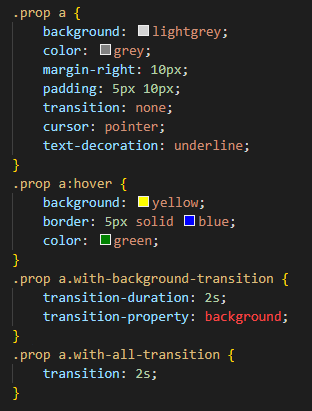 .prop a {
    background: lightgrey;
    color: grey;
    margin-right: 10px;
    padding: 5px 10px;
    transition: none;
    cursor: pointer;
    text-decoration: underline;
}
.prop a:hover {
    background: yellow;
    border: 5px solid blue;
    color: green;
}
.prop a.with-background-transition {
    transition-duration: 2s;
    transition-property: background;
}
.prop a.with-all-transition {
    transition: 2s;
}